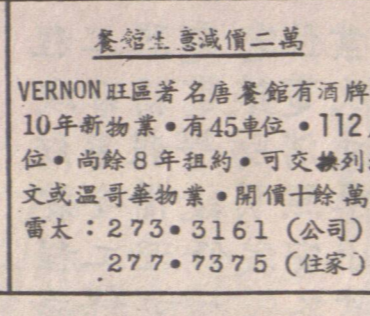 餐館生意減價二萬
VERNON旺區著名唐餐館有酒牌
10年新物業•有45車位•112
位•尚餘8年租約•可交換列
文或溫哥華物業•開價十餘萬
雷太：273•3161（公司）
277•7375（住家）